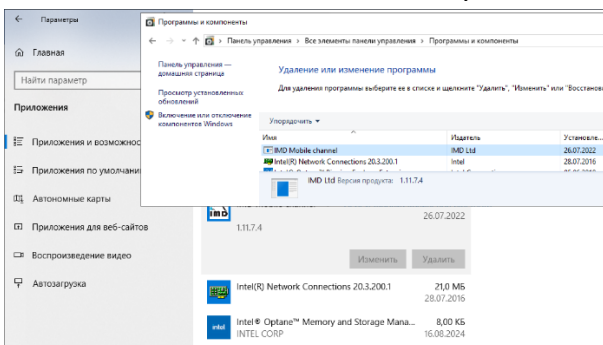 Параметры
Главная
Найти параметр
Приложения
Приложения и возможнос
Приложения по умолчани
Автономные карты
Приложения для веб-сайтов
Воспроизведение видео
Автозагрузка
Программы и компоненты
Панель управления › Все элементы панели управления › Программы и компоненты
Панель управления —
домашняя страница
Просмотр установленных
обновлений
Включение или отключение
компонентов Windows
Удаление или изменение программы
Для удаления программы выберите ее в списке и щелкните "Удалить", "Изменить" или "Восстанов
Упорядочить
Имя Издатель Установле...
IMD Mobile channel IMD Ltd 26.07.2022
Intel(R) Network Connections 20.3.200.1 Intel 28.07.2016
IMD Ltd Версия продукта: 1.11.7.4
imb
26.07.2022
1.11.7.4
Изменить Удалить
Intel(R) Network Connections 20.3.200.1 21,0 МБ
28.07.2016
intel
Intel® Optane™ Memory and Storage Mana... 8,00 КБ
INTEL CORP 16.08.2024